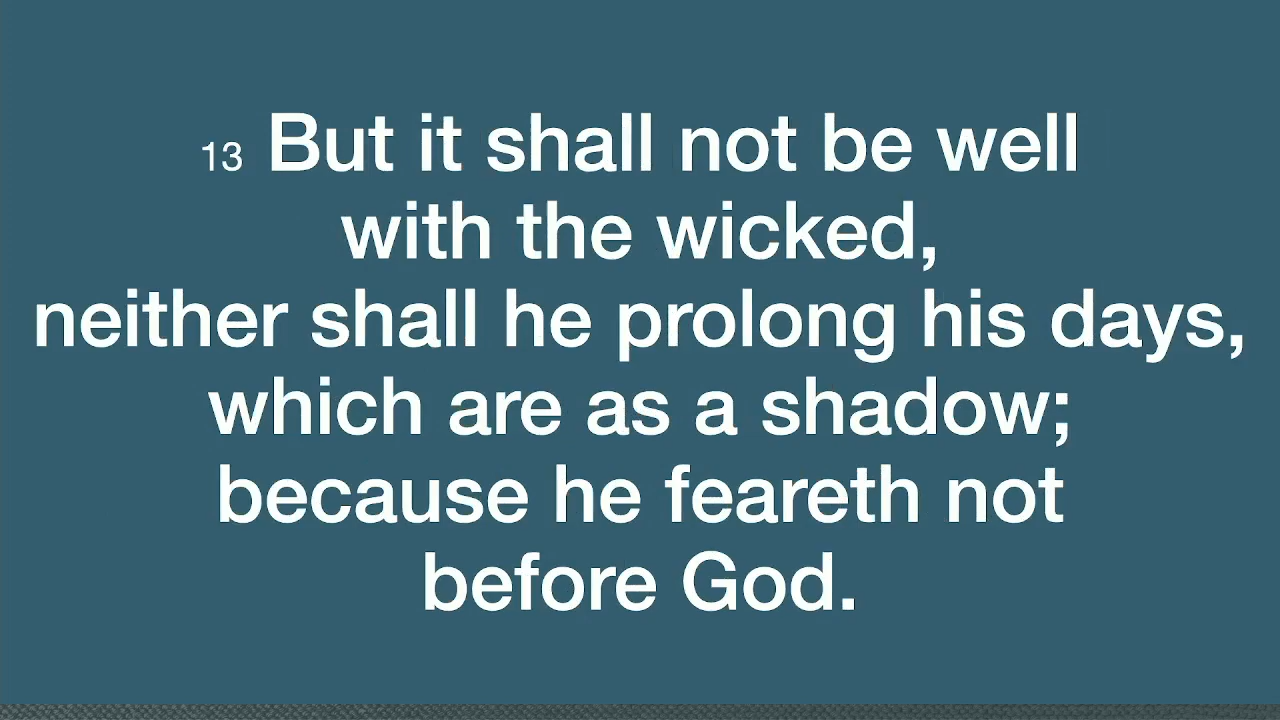 13 But it shall not be well
with the wicked,
neither shall he prolong his days,
which are as a shadow;
because he feareth not
before God.